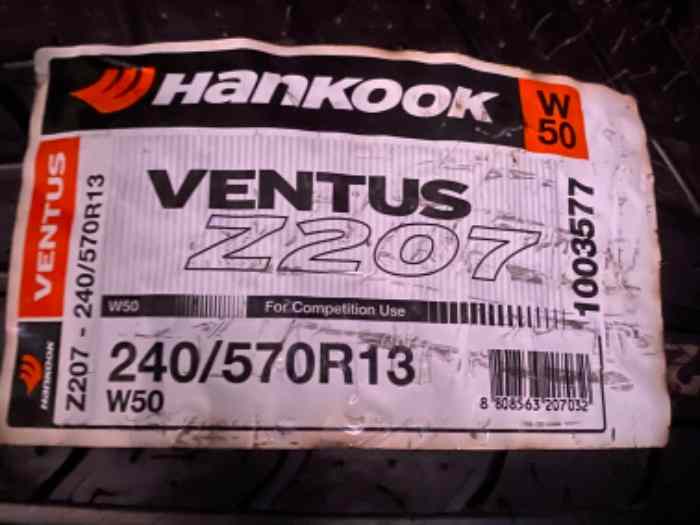 HANKOOK
W
50
VENTUS
Z207
1003577
W50
For Competition Use
240/570R13
W50
8 808563 207032
VENTUS
HANKOOK
Z207 - 240/570R13